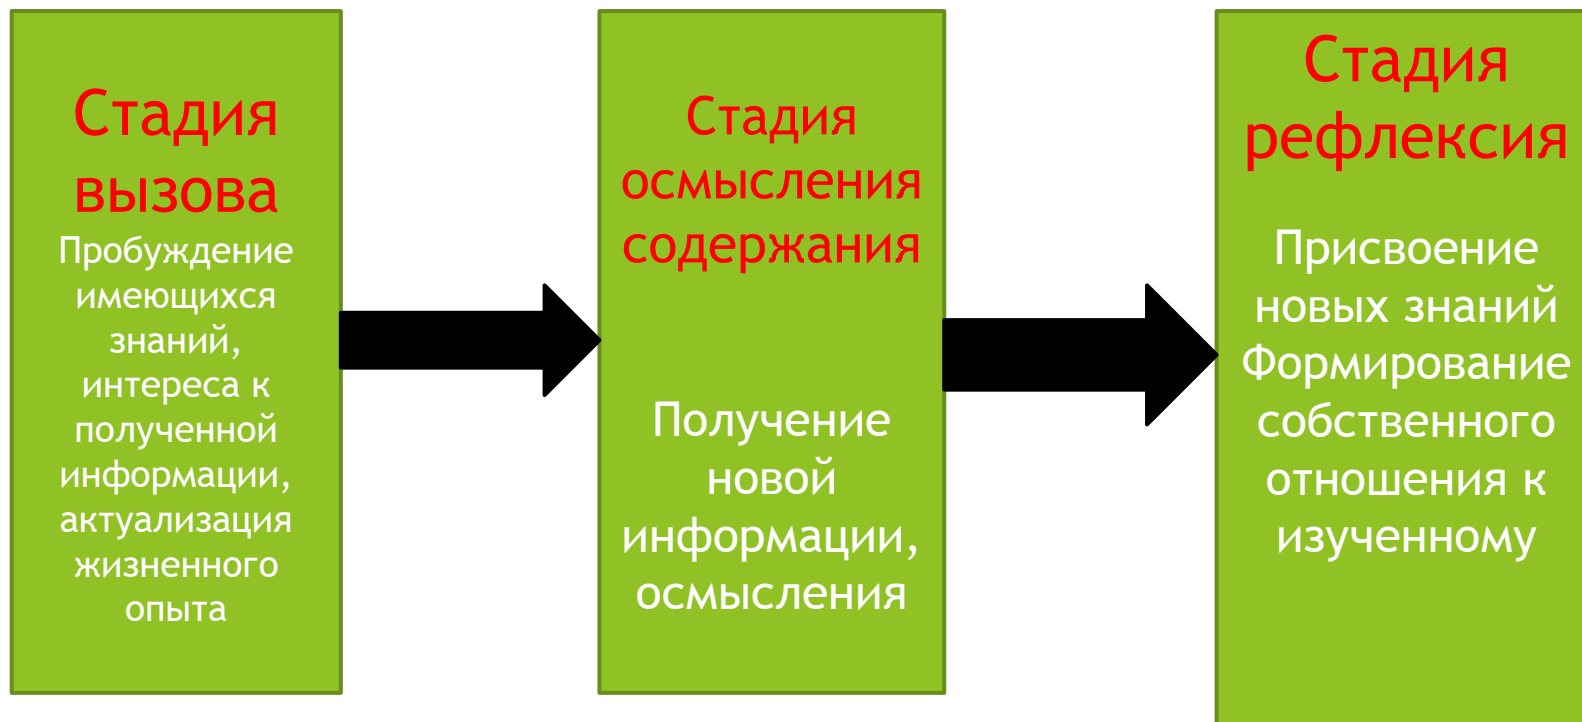 Стадия
вызова
Пробуждение
имеющихся
знаний,
интереса к
полученной
информации,
актуализация
жизненного
опыта
Стадия
осмысления
содержания
Получение
новой
информации,
осмысления
Стадия
рефлексия
Присвоение
новых знаний
Формирование
собственного
отношения к
изученному